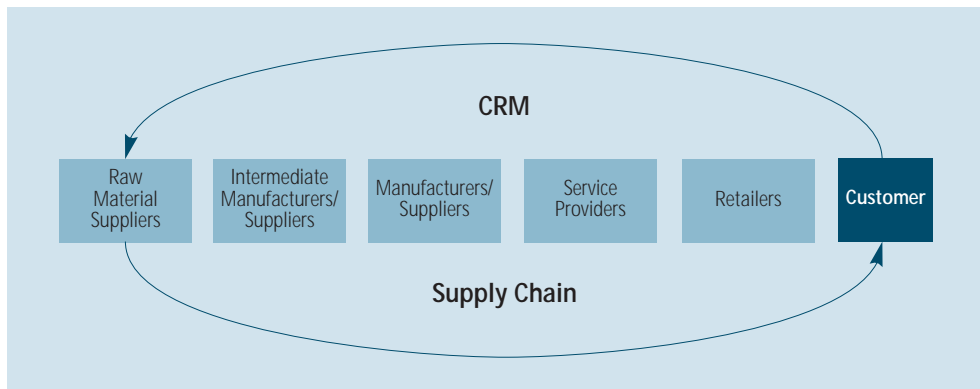 CRM
Raw
Material
Suppliers
Intermediate
Manufacturers/
Suppliers
Manufacturers/
Suppliers
Service
Providers
Retailers
Customer
Supply Chain